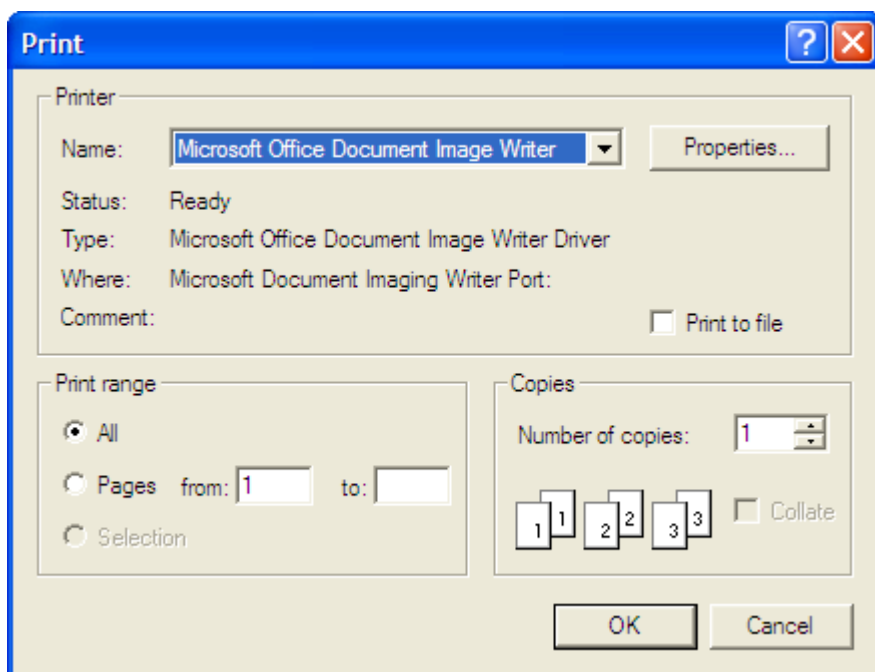 Print
Printer
Name: Microsoft Office Document Image Writer Properties...
Status: Ready
Type: Microsoft Office Document Image Writer Driver
Where: Microsoft Document Imaging Writer Port:
Comment: Print to file
Print range
All
Pages from: 1 to:
Selection
Copies
Number of copies: 1
1 1 2 2 3 3 Collate
OK Cancel